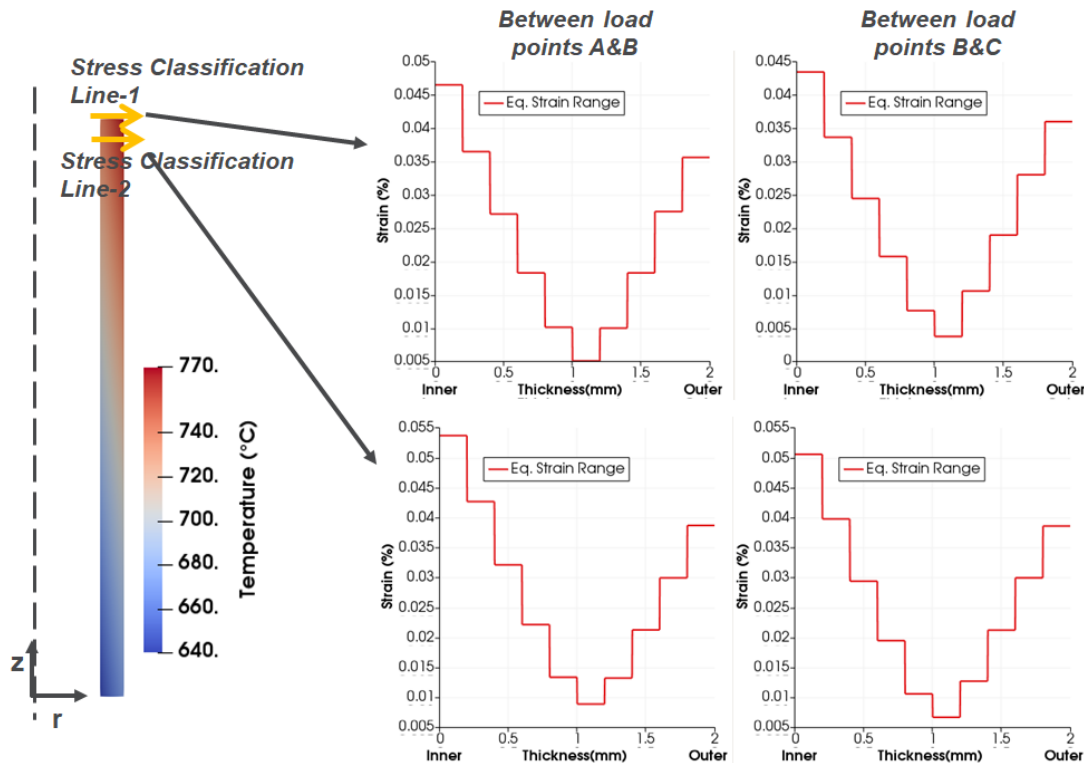 Between load
points A&B
Between load
points B&C
Stress Classification
Line-1
Stress Classification
Line-2
770.
740.
720.
700.
680.
660.
640.
Temperature (°C)
z
r
0.05
0.045
0.04
0.035
0.03
0.025
0.02
0.015
0.01
0.005
Strain (%)
Eq. Strain Range
0
0.5
1
1.5
2
Inner
Thickness(mm)
Outer
0.045
0.04
0.035
0.03
0.025
0.02
0.015
0.01
0.005
0
Strain (%)
Eq. Strain Range
0
0.5
1
1.5
2
Inner
Thickness(mm)
Outer
0.055
0.05
0.045
0.04
0.035
0.03
0.025
0.02
0.015
0.01
0.005
Strain (%)
Eq. Strain Range
0
0.5
1
1.5
2
Inner
Thickness(mm)
Outer
0.055
0.05
0.045
0.04
0.035
0.03
0.025
0.02
0.015
0.01
0.005
Strain (%)
Eq. Strain Range
0
0.5
1
1.5
2
Inner
Thickness(mm)
Outer